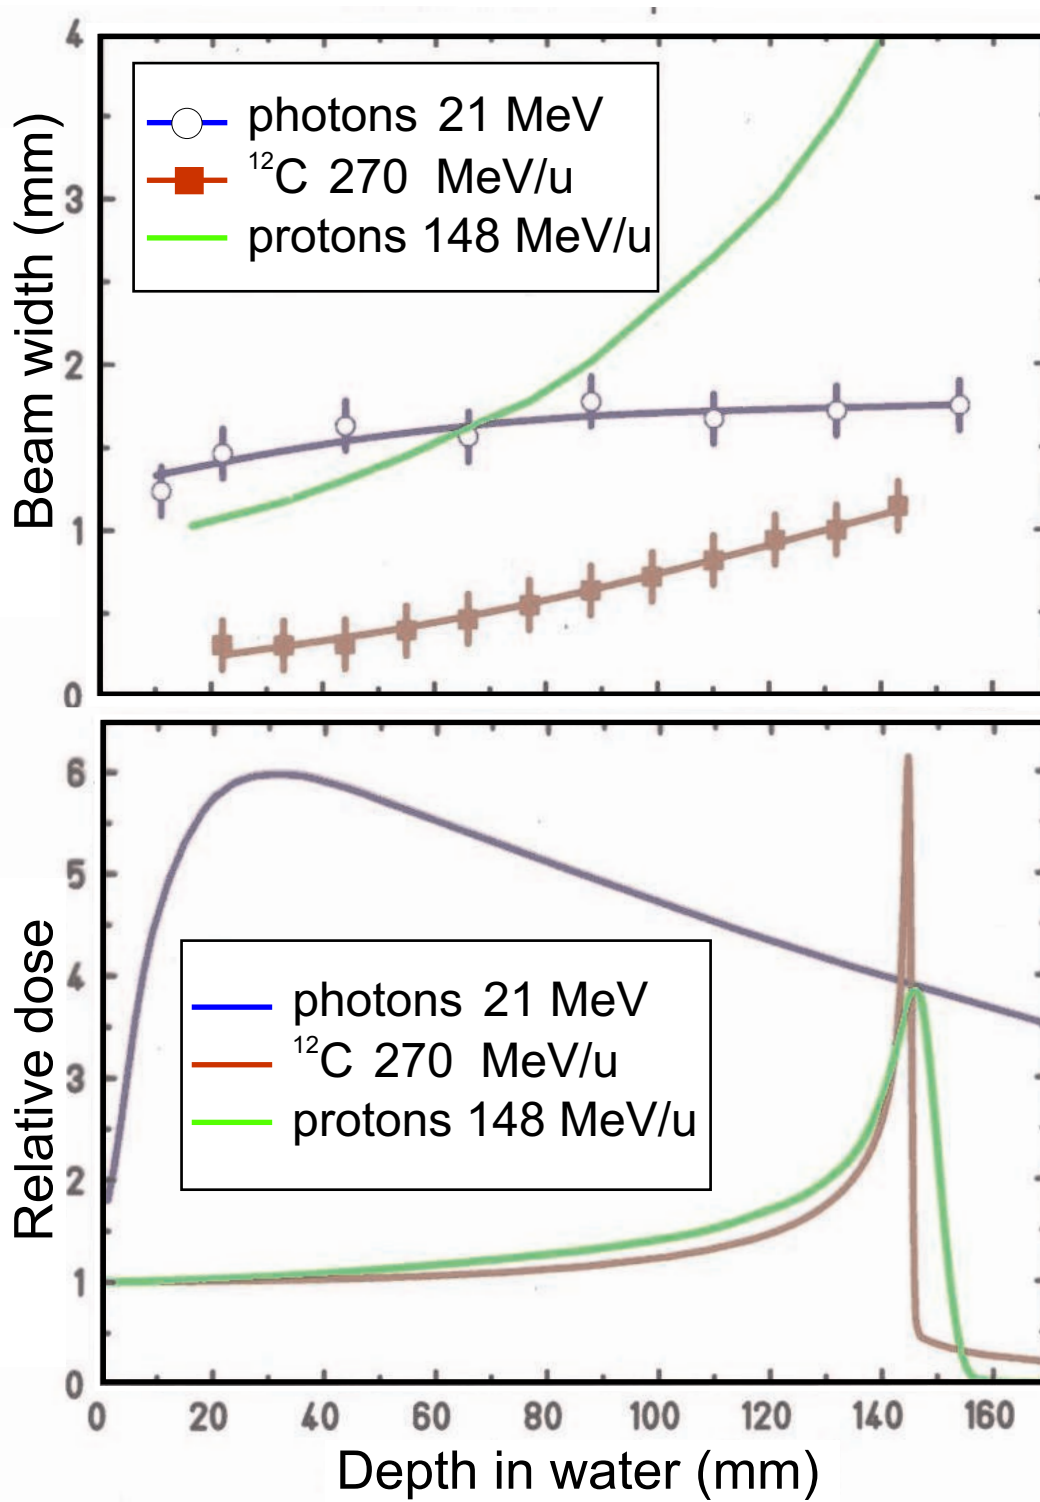 4
photons 21 MeV
12C 270 MeV/u
protons 148 MeV/u
3
2
1
0
Beam width (mm)
6
5
4
photons 21 MeV
12C 270 MeV/u
protons 148 MeV/u
3
2
1
0
Relative dose
0 20 40 60 80 100 120 140 160
Depth in water (mm)